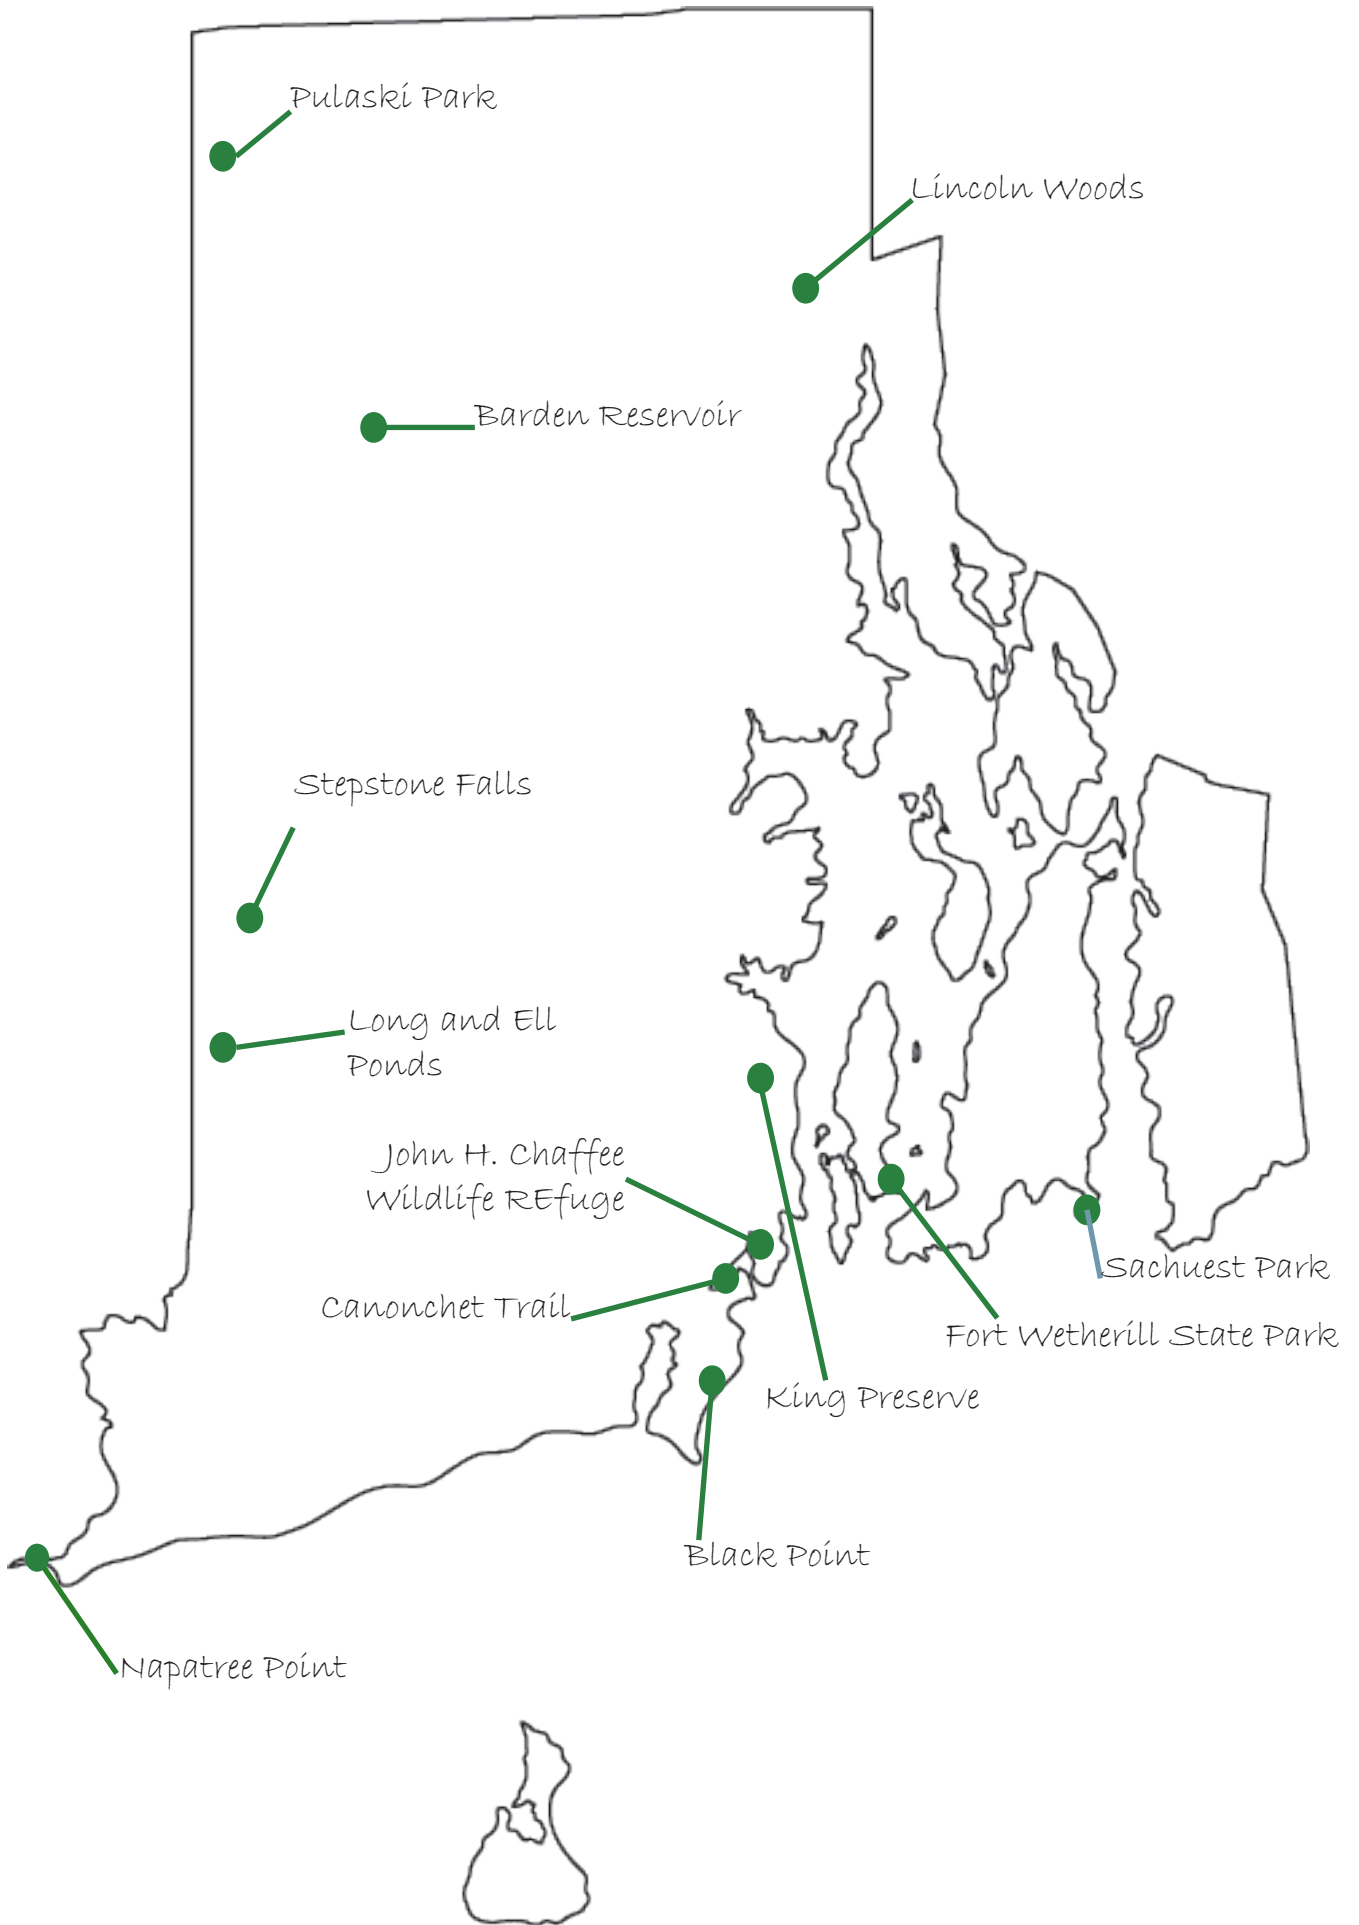 Pulaski Park
Lincoln Woods
Barden Reservoir
Stepstone Falls
Long and Ell
Ponds
John H. Chaffee
Wildlife REfuge
Sachuest Park
Canonchet Trail
Fort Wetherill State Park
King Preserve
Black Point
Napatree Point